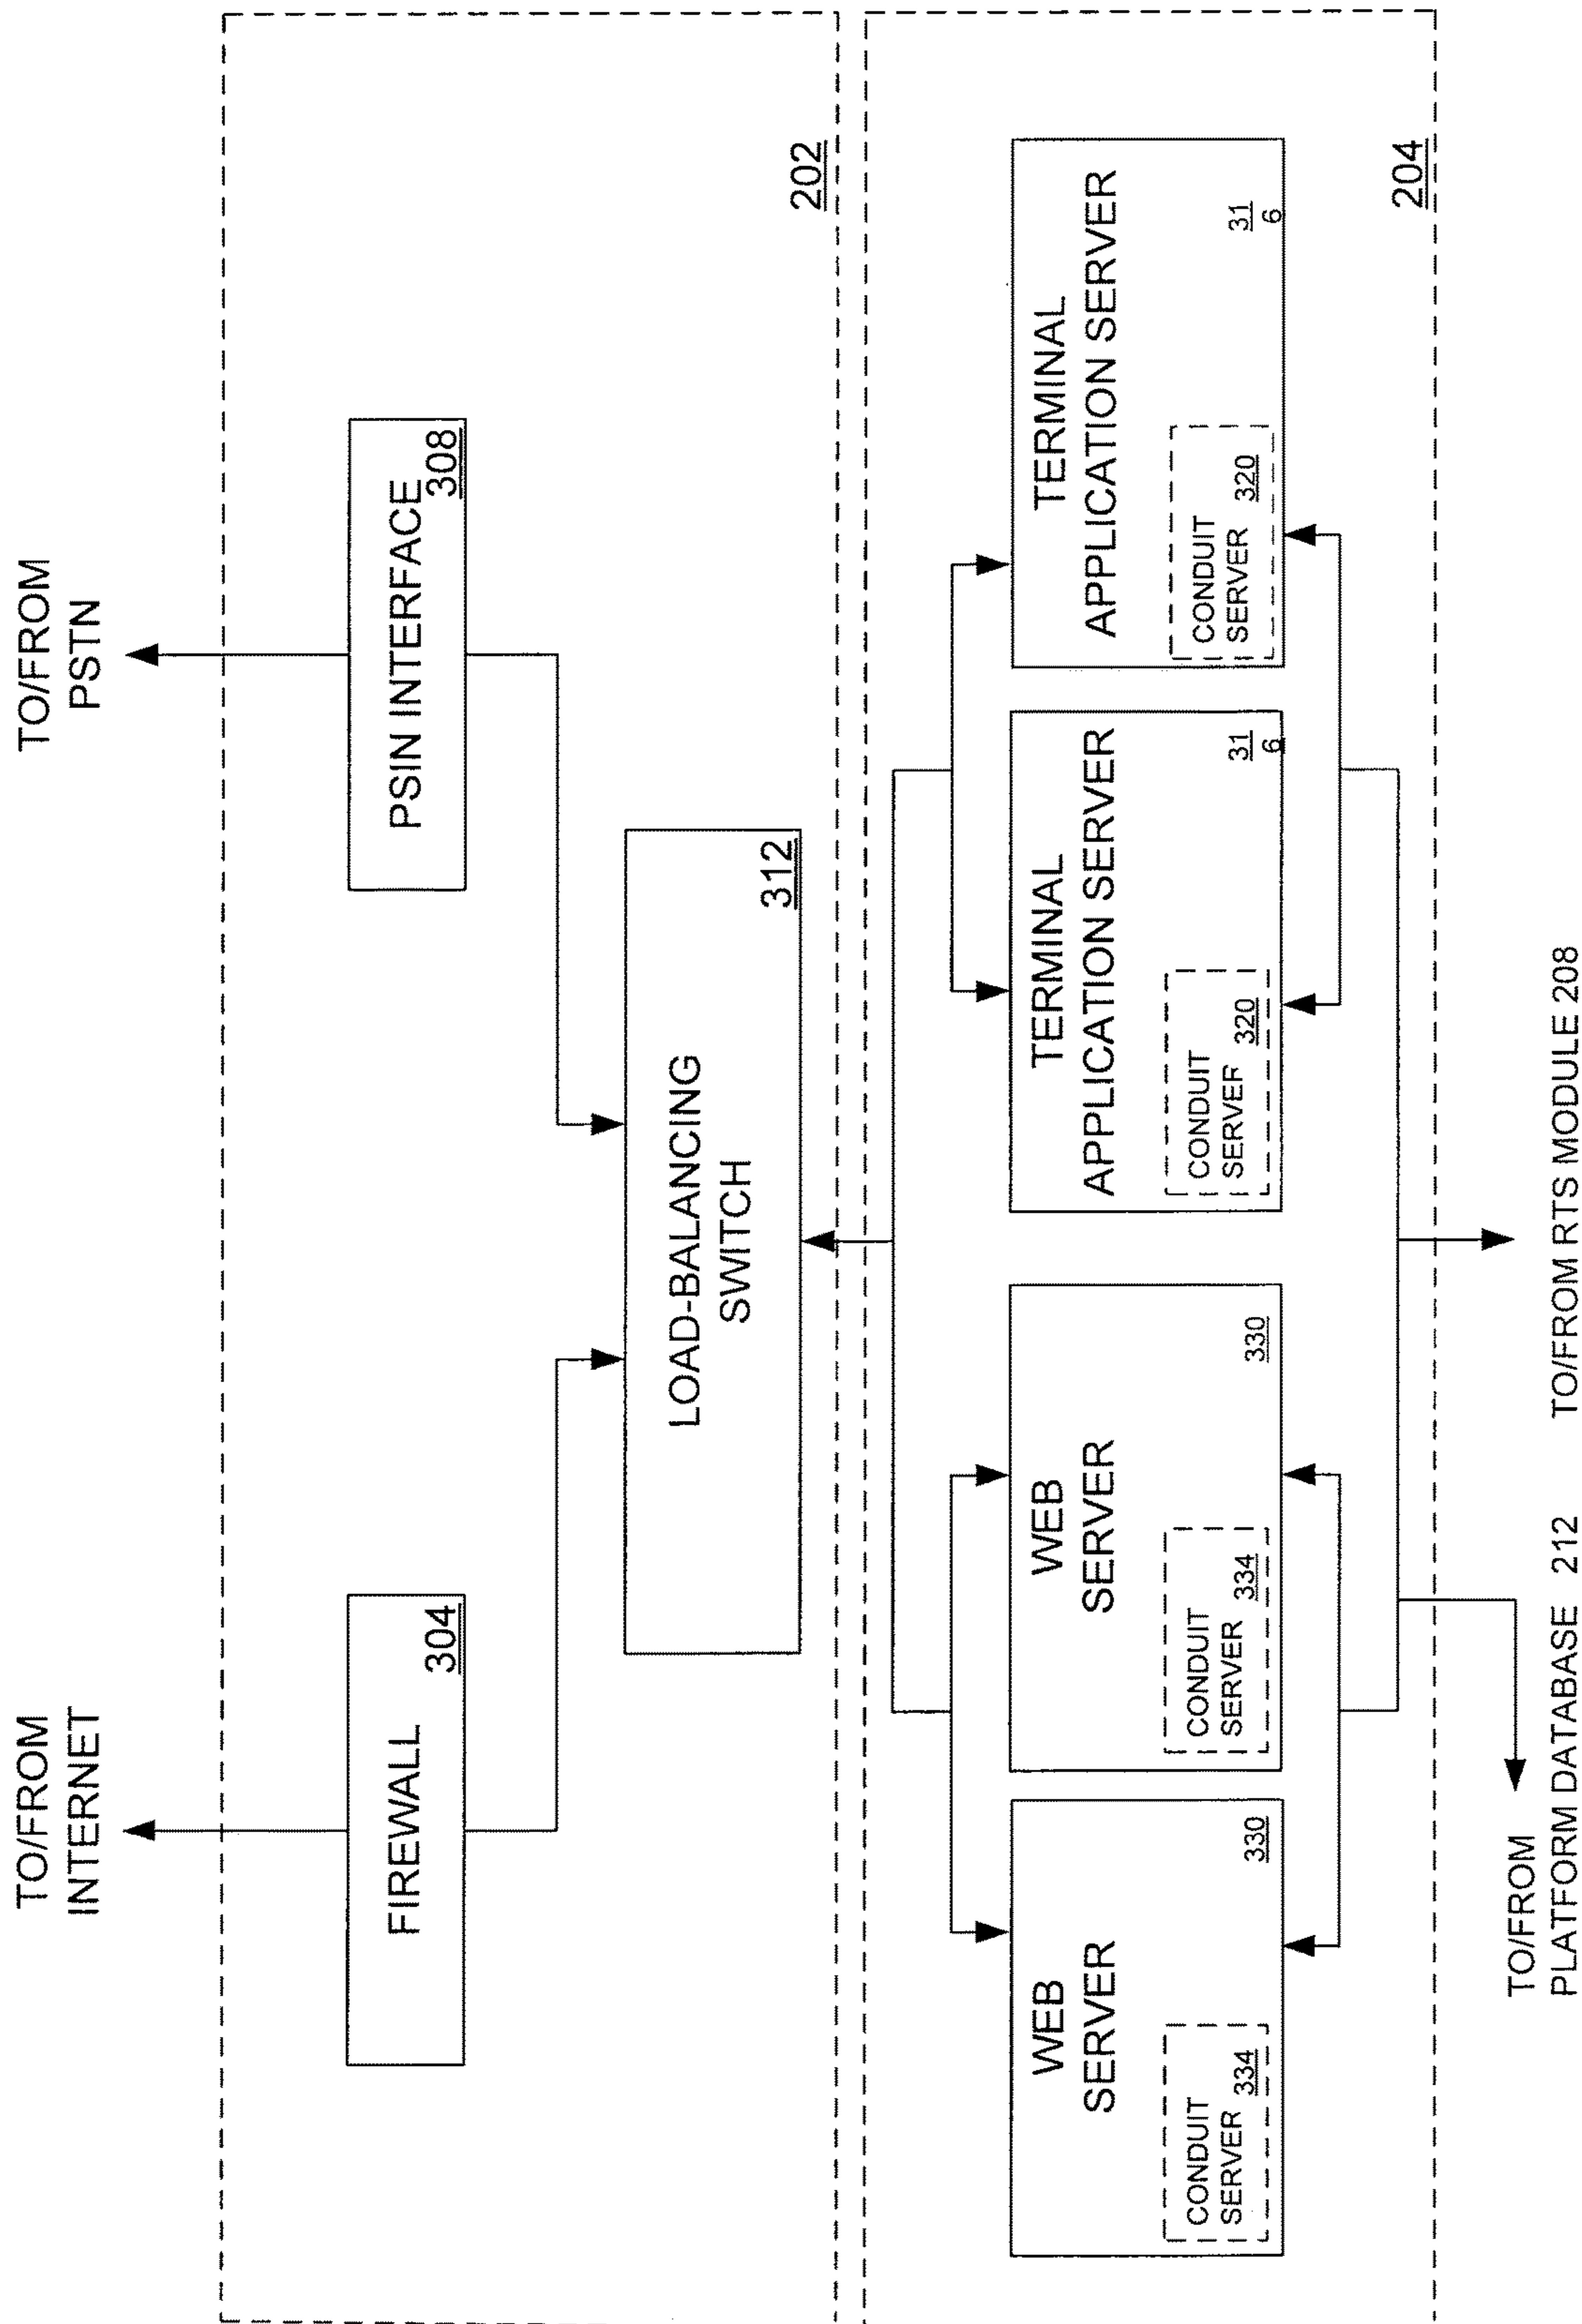 TO/FROM
INTERNET
TO/FROM
PSTN
FIREWALL
304
PSIN INTERFACE
308
LOAD-BALANCING
SWITCH
312
202
WEB
SERVER
330
CONDUIT
SERVER 334
WEB
SERVER
330
CONDUIT
SERVER 334
TERMINAL
APPLICATION SERVER
31
6
CONDUIT
SERVER 320
TERMINAL
APPLICATION SERVER
31
6
CONDUIT
SERVER 320
204
TO/FROM
PLATFORM DATABASE 212
TO/FROM RTS MODULE 208